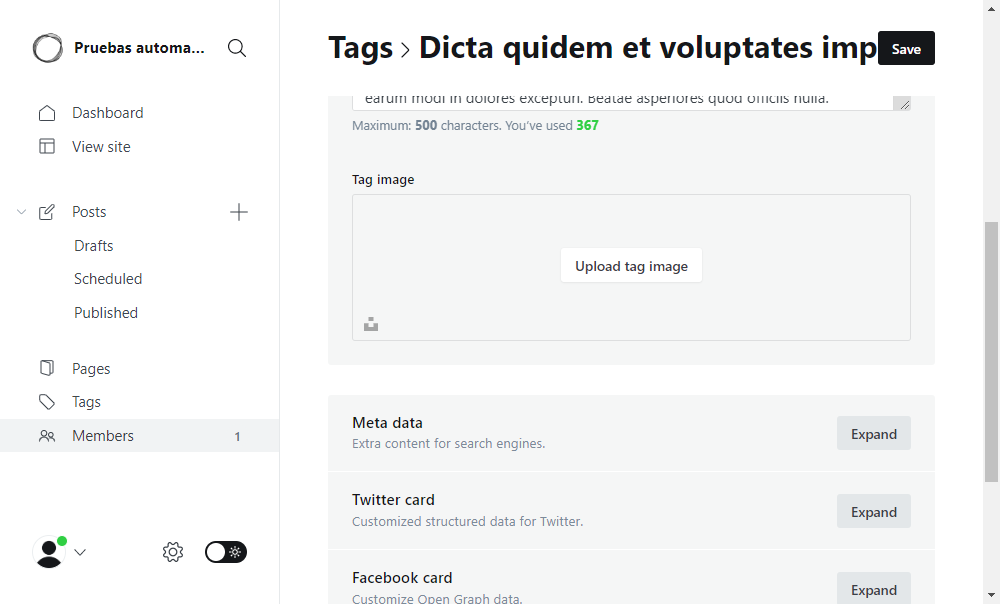 Pruebas automa...
Dashboard
View site
Posts
Drafts
Scheduled
Published
Pages
Tags
Members 1
Tags > Dicta quidem et voluptates imp
Save
earum modi in dolores excepturi. Beatae asperiores quod officiis nulla.
Maximum: 500 characters. You've used 367
Tag image
Upload tag image
Meta data
Extra content for search engines.
Expand
Twitter card
Customized structured data for Twitter.
Expand
Facebook card
Customize Open Graph data.
Expand